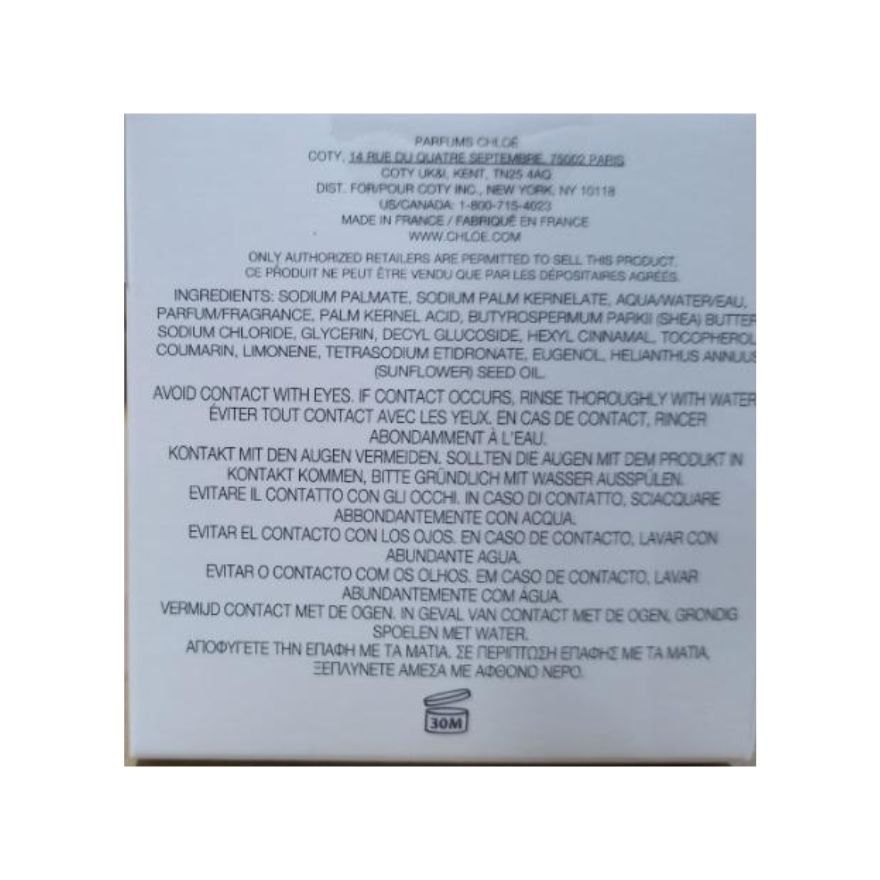 PARFUMS CHLOÉ
COTY, 14 RUE DU QUATRE SEPTEMBRE, 75002 PARIS
COTY UK&I, KENT, TN25 4AQ
DIST. FOR/POUR COTY INC., NEW YORK, NY 10118
US/CANADA: 1-800-715-4023
MADE IN FRANCE / FABRIQUÉ EN FRANCE
WWW.CHLOE.COM
ONLY AUTHORIZED RETAILERS ARE PERMITTED TO SELL THIS PRODUCT.
CE PRODUIT NE PEUT ÊTRE VENDU QUE PAR LES DÉPOSITAIRES AGRÉÉS.
INGREDIENTS: SODIUM PALMATE, SODIUM PALM KERNELATE, AQUA/WATER/EAU,
PARFUM/FRAGRANCE, PALM KERNEL ACID, BUTYROSPERMUM PARKII (SHEA) BUTTER
SODIUM CHLORIDE, GLYCERIN, DECYL GLUCOSIDE, HEXYL CINNAMAL, TOCOPHEROL
COUMARIN, LIMONENE, TETRASODIUM ETIDRONATE, EUGENOL, HELIANTHUS ANNUUS
(SUNFLOWER) SEED OIL.
AVOID CONTACT WITH EYES. IF CONTACT OCCURS, RINSE THOROUGHLY WITH WATER
ÉVITER TOUT CONTACT AVEC LES YEUX. EN CAS DE CONTACT, RINCER
ABONDAMMENT À L'EAU.
KONTAKT MIT DEN AUGEN VERMEIDEN. SOLLTEN DIE AUGEN MIT DEM PRODUKT IN
KONTAKT KOMMEN, BITTE GRÜNDLICH MIT WASSER AUSSPÜLEN.
EVITARE IL CONTATTO CON GLI OCCHI. IN CASO DI CONTATTO, SCIACQUARE
ABBONDANTEMENTE CON ACQUA.
EVITAR EL CONTACTO CON LOS OJOS. EN CASO DE CONTACTO, LAVAR CON
ABUNDANTE AGUA.
EVITAR O CONTACTO COM OS OLHOS. EM CASO DE CONTACTO, LAVAR
ABUNDANTEMENTE COM ÁGUA.
VERMIJD CONTACT MET DE OGEN. IN GEVAL VAN CONTACT MET DE OGEN, GRONDIG
SPOELEN MET WATER.
ΑΠΟΦΥΓΕΤΕ ΤΗΝ ΕΠΑΦΗ ΜΕ ΤΑ ΜΑΤΙΑ. ΣΕ ΠΕΡΙΠΤΩΣΗ ΕΠΑΦΗΣ ΜΕ ΤΑ ΜΑΤΙΑ,
ΞΕΠΛΥΝΕΤΕ ΑΜΕΣΑ ΜΕ ΑΦΘΟΝΟ ΝΕΡΟ.
30M